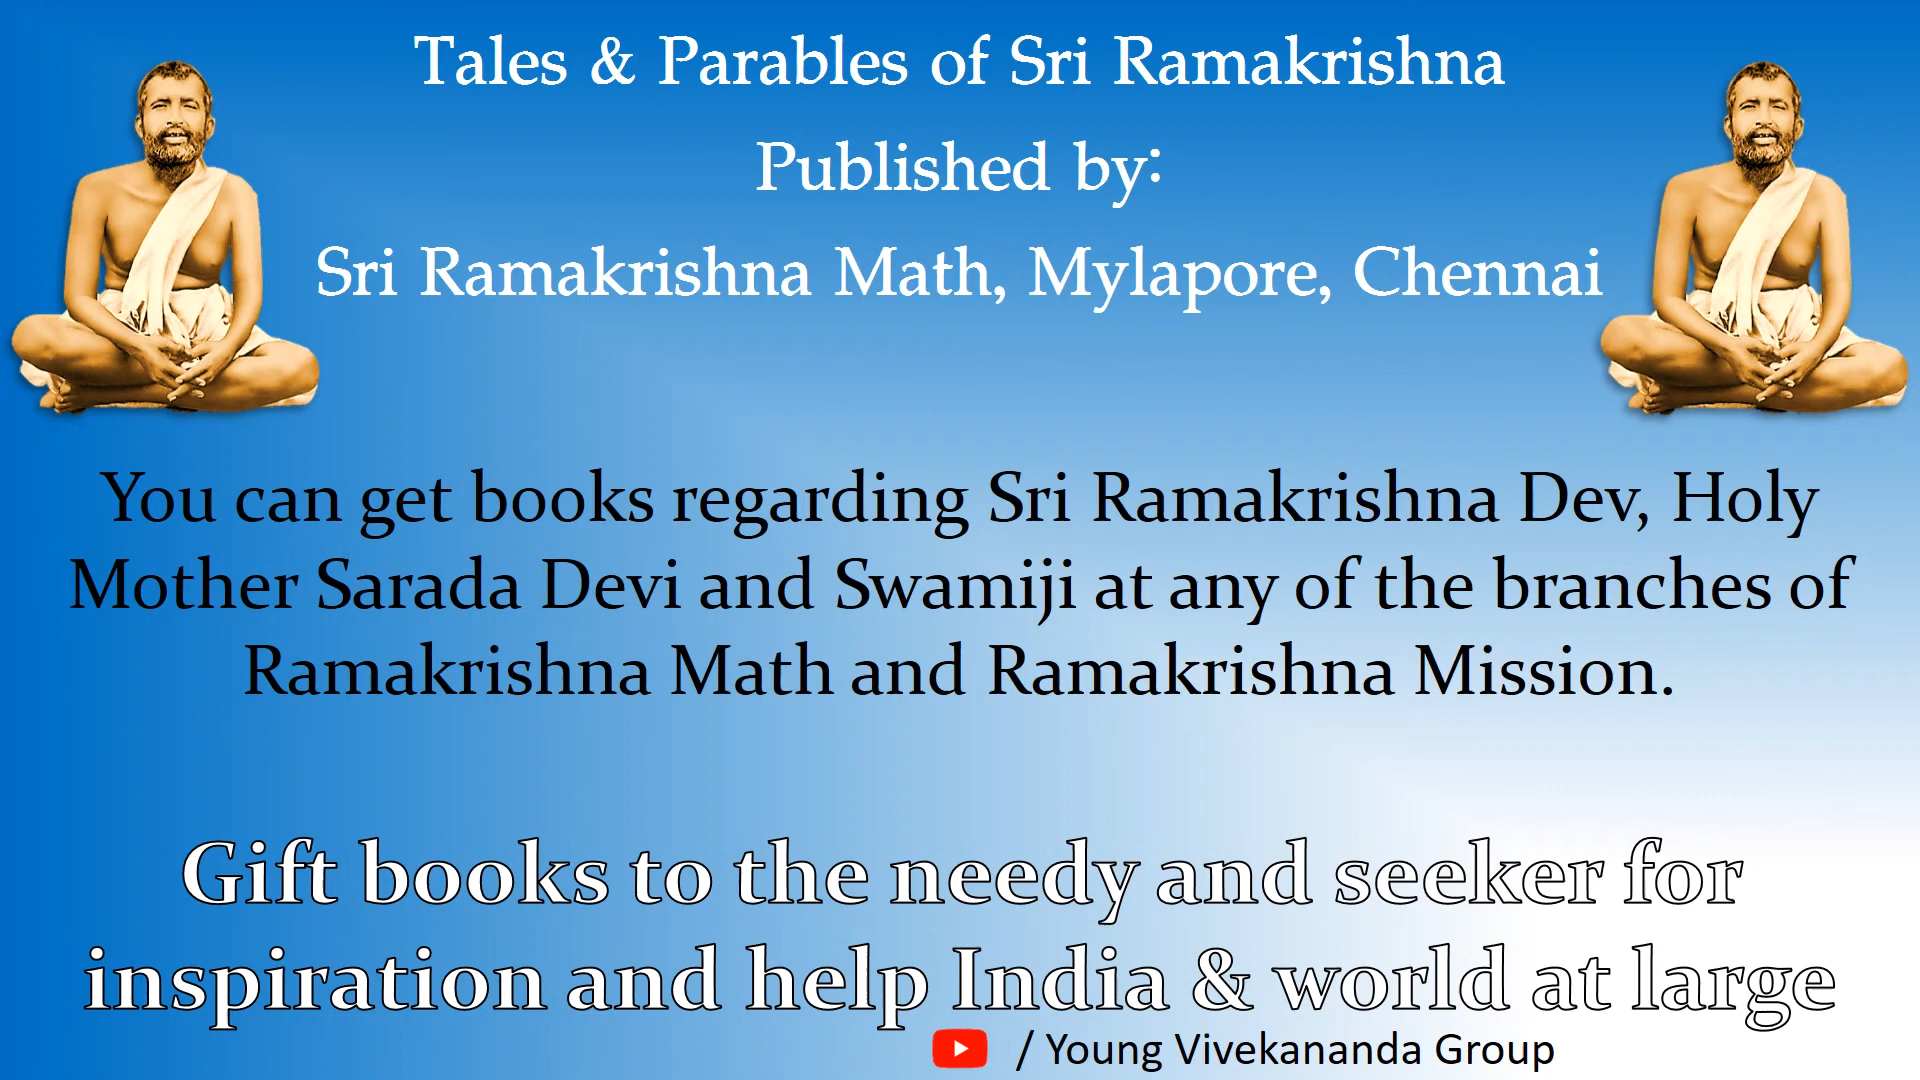 Tales & Parables of Sri Ramakrishna
Published by:
Sri Ramakrishna Math, Mylapore, Chennai
You can get books regarding Sri Ramakrishna Dev, Holy
Mother Sarada Devi and Swamiji at any of the branches of
Ramakrishna Math and Ramakrishna Mission.
Gift books to the needy and seeker for
inspiration and help India & world at large
/ Young Vivekananda Group